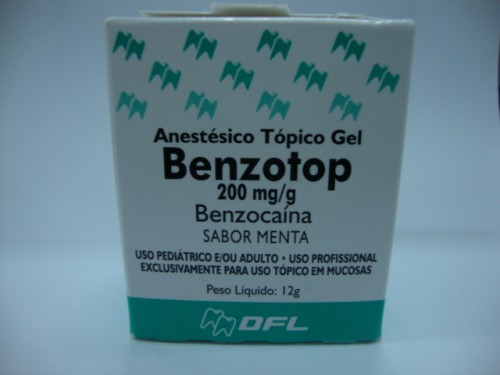 Anestésico Tópico Gel
Benzotop
200 mg/g
Benzocaína
SABOR MENTA
USO PEDIÁTRICO E/OU ADULTO • USO PROFISSIONAL
EXCLUSIVAMENTE PARA USO TÓPICO EM MUCOSAS
Peso Líquido: 12g
DFL